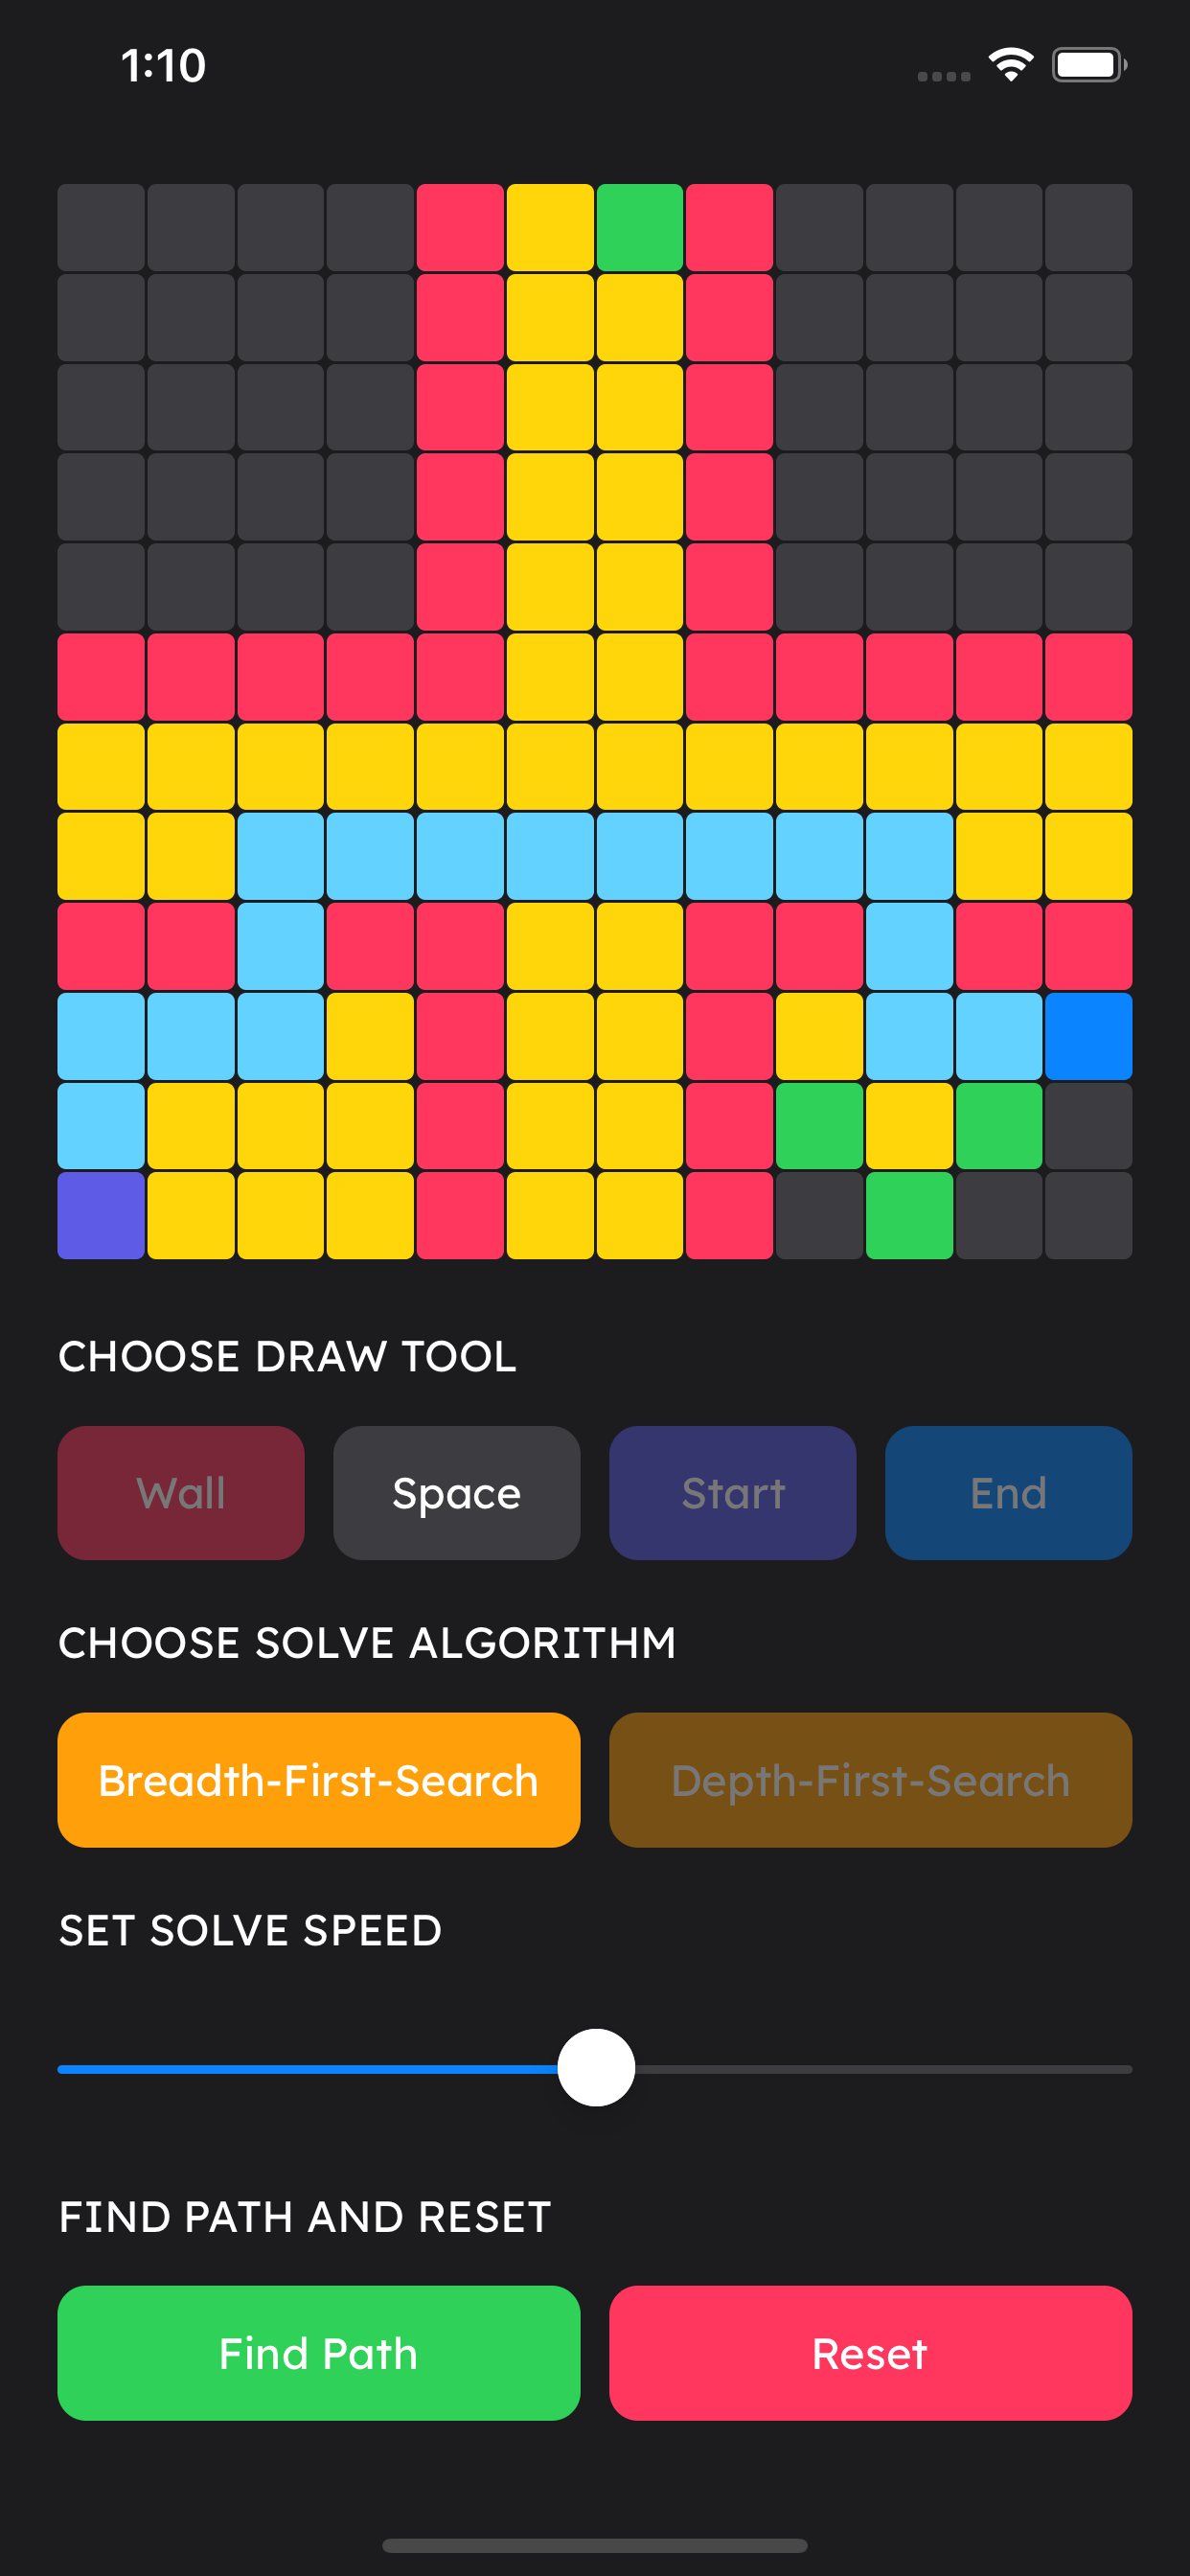 1:10
CHOOSE DRAW TOOL
Wall Space Start End
CHOOSE SOLVE ALGORITHM
Breadth-First-Search Depth-First-Search
SET SOLVE SPEED
FIND PATH AND RESET
Find Path Reset